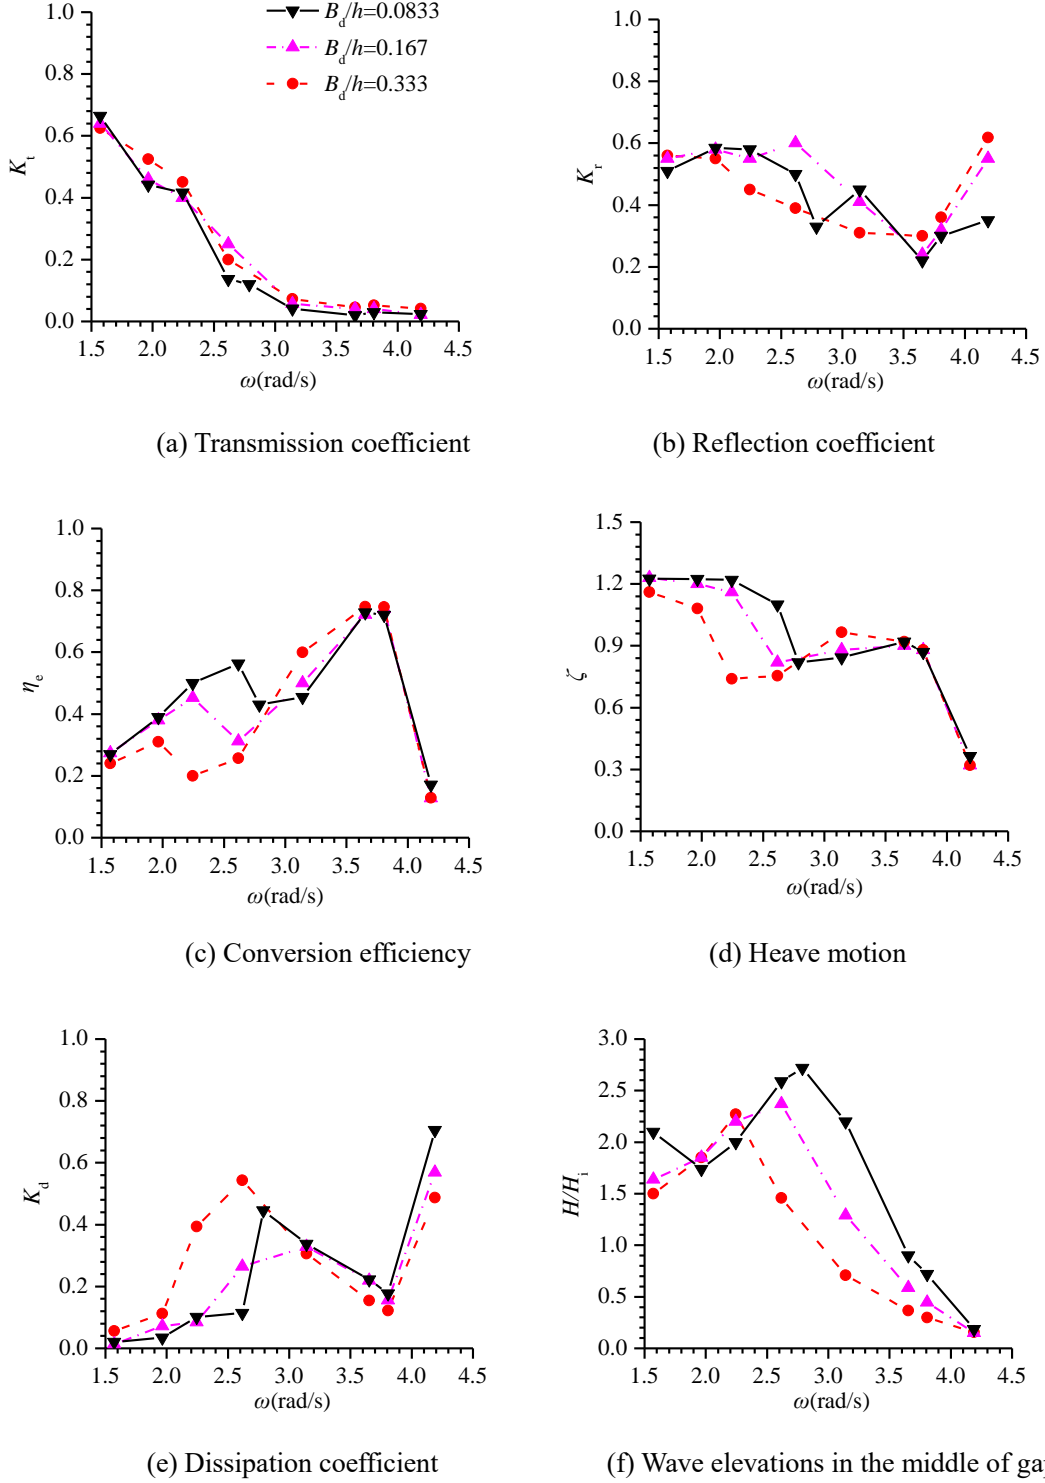 B_d/h=0.0833
B_d/h=0.167
B_d/h=0.333
1.0
0.8
0.6
0.4
0.2
0.0
K_t
1.5 2.0 2.5 3.0 3.5 4.0 4.5
ω(rad/s)
(a) Transmission coefficient
1.0
0.8
0.6
0.4
0.2
0.0
K_r
1.5 2.0 2.5 3.0 3.5 4.0 4.5
ω(rad/s)
(b) Reflection coefficient
1.0
0.8
0.6
0.4
0.2
0.0
η_e
1.5 2.0 2.5 3.0 3.5 4.0 4.5
ω(rad/s)
(c) Conversion efficiency
1.5
1.2
0.9
0.6
0.3
0.0
ζ
1.5 2.0 2.5 3.0 3.5 4.0 4.5
ω(rad/s)
(d) Heave motion
1.0
0.8
0.6
0.4
0.2
0.0
K_d
1.5 2.0 2.5 3.0 3.5 4.0 4.5
ω(rad/s)
(e) Dissipation coefficient
3.0
2.5
2.0
1.5
1.0
0.5
0.0
H/H_i
1.5 2.0 2.5 3.0 3.5 4.0 4.5
ω(rad/s)
(f) Wave elevations in the middle of ga